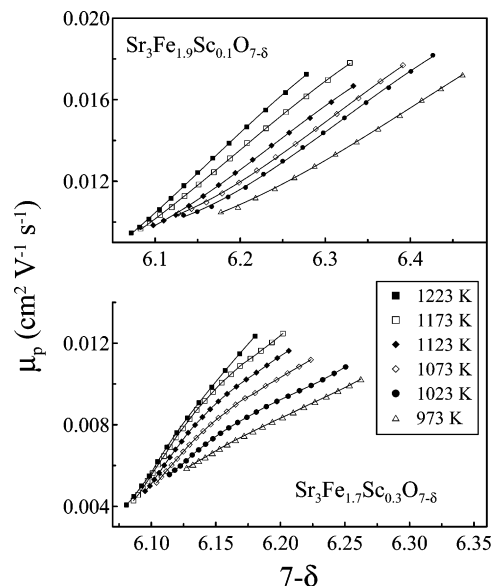 0.020
Sr₃Fe₁.₉Sc₀.₁O₇₋δ
0.016
0.012
6.1 6.2 6.3 6.4
μₚ (cm² V⁻¹ s⁻¹)
0.012
0.008
0.004
1223 K
1173 K
1123 K
1073 K
1023 K
973 K
Sr₃Fe₁.₇Sc₀.₃O₇₋δ
6.10 6.15 6.20 6.25 6.30 6.35
7-δ